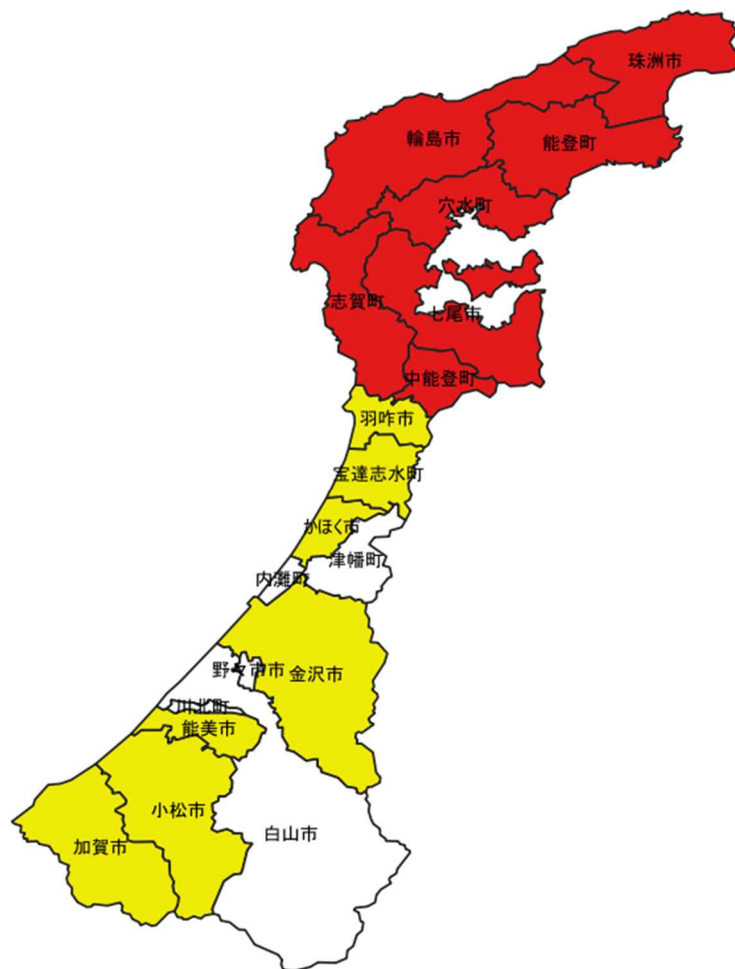 珠洲市
輪島市
能登町
穴水町
志賀町
七尾市
中能登町
羽咋市
宝達志水町
かほく市
津幡町
内灘町
野々市市
金沢市
川北町
能美市
小松市
白山市
加賀市